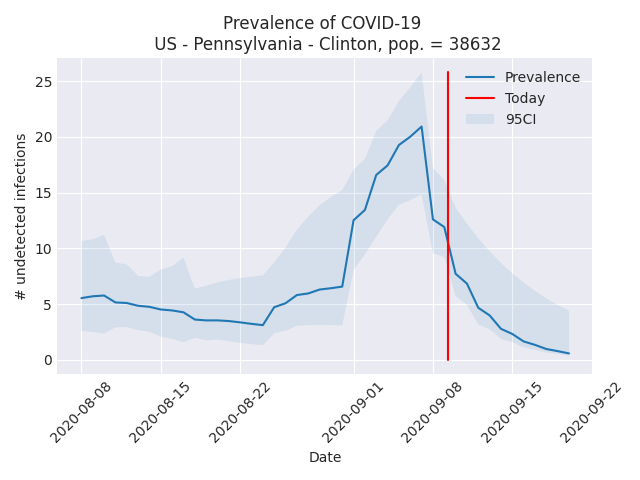 Prevalence of COVID-19
US - Pennsylvania - Clinton, pop. = 38632
# undetected infections
25
20
15
10
5
0
Prevalence
Today
95CI
2020-08-08
2020-08-15
2020-08-22
2020-09-01
2020-09-08
2020-09-15
2020-09-22
Date